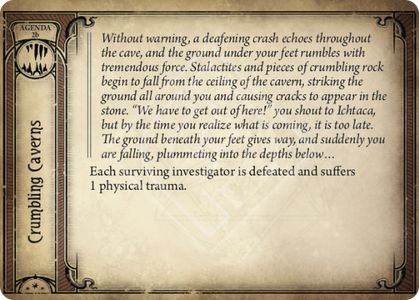 AGENDA
2b
Crumbling Caverns
Without warning, a deafening crash echoes throughout
the cave, and the ground under your feet rumbles with
tremendous force. Stalactites and pieces of crumbling rock
begin to fall from the ceiling of the cavern, striking the
ground all around you and causing cracks to appear in the
stone. “We have to get out of here!” you shout to Ichtaca,
but by the time you realize what is coming, it is too late.
The ground beneath your feet gives way, and suddenly you
are falling, plummeting into the depths below…
Each surviving investigator is defeated and suffers
1 physical trauma.